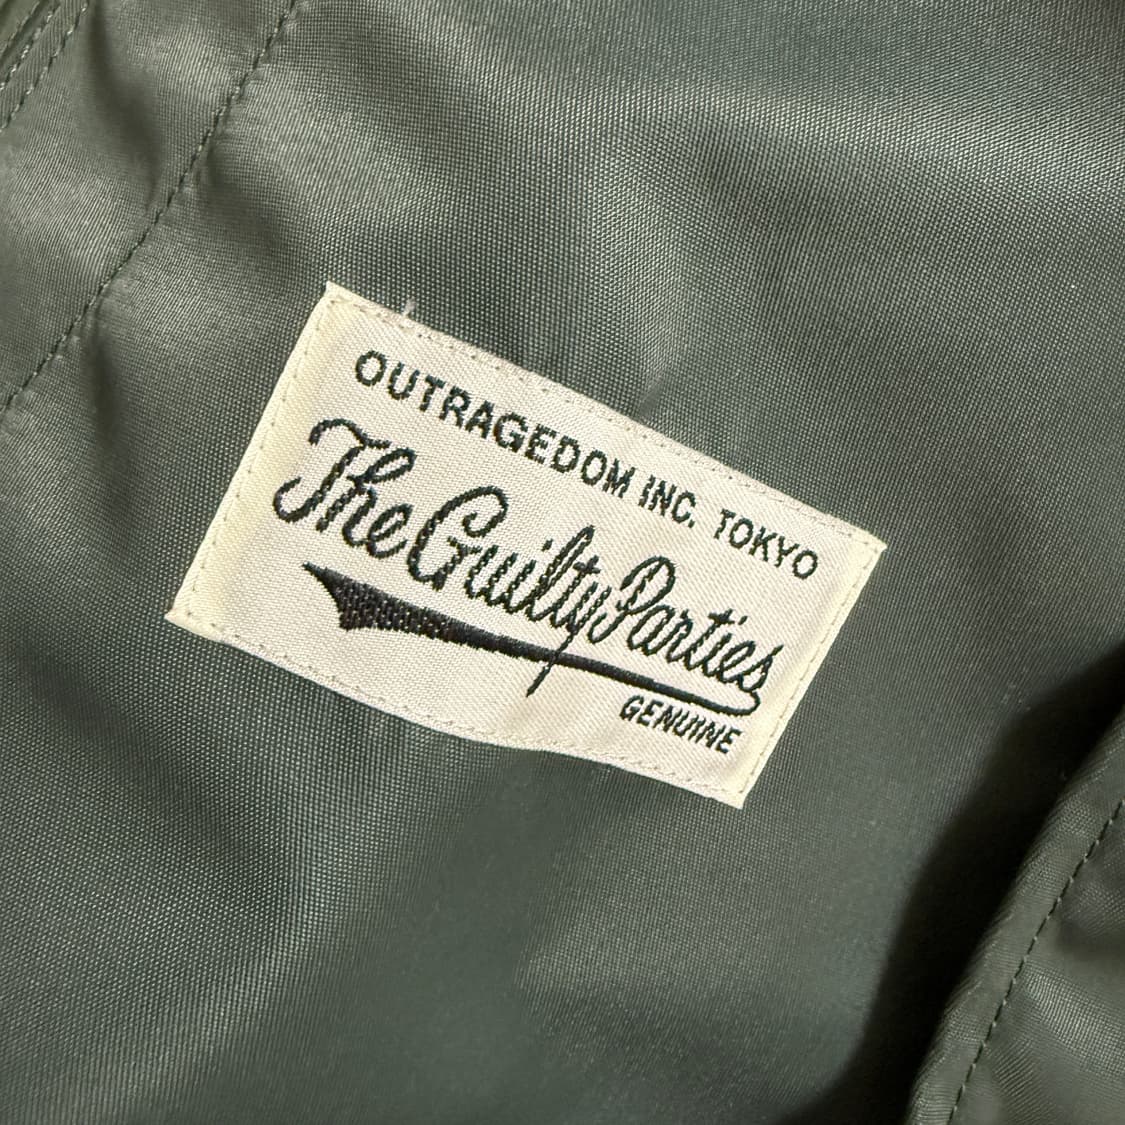 OUTRAGEDOM INC. TOKYO
The Guilty Parties
GENUINE